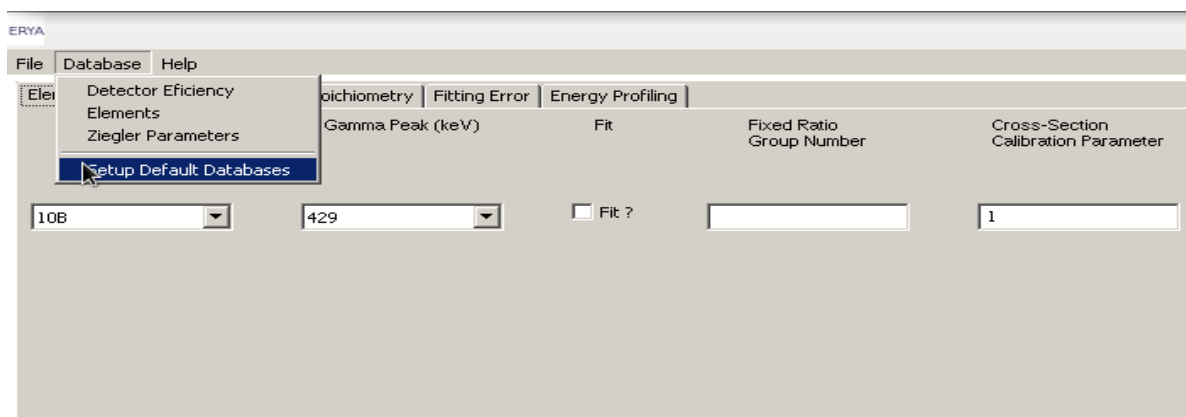 ERYA
File Database Help
Detector Eficiency
Elements
Ziegler Parameters
Setup Default Databases
Ele
oichiometry Fitting Error Energy Profiling
Gamma Peak (keV) Fit Fixed Ratio Cross-Section
Group Number Calibration Parameter
10B 429 Fit ? 1